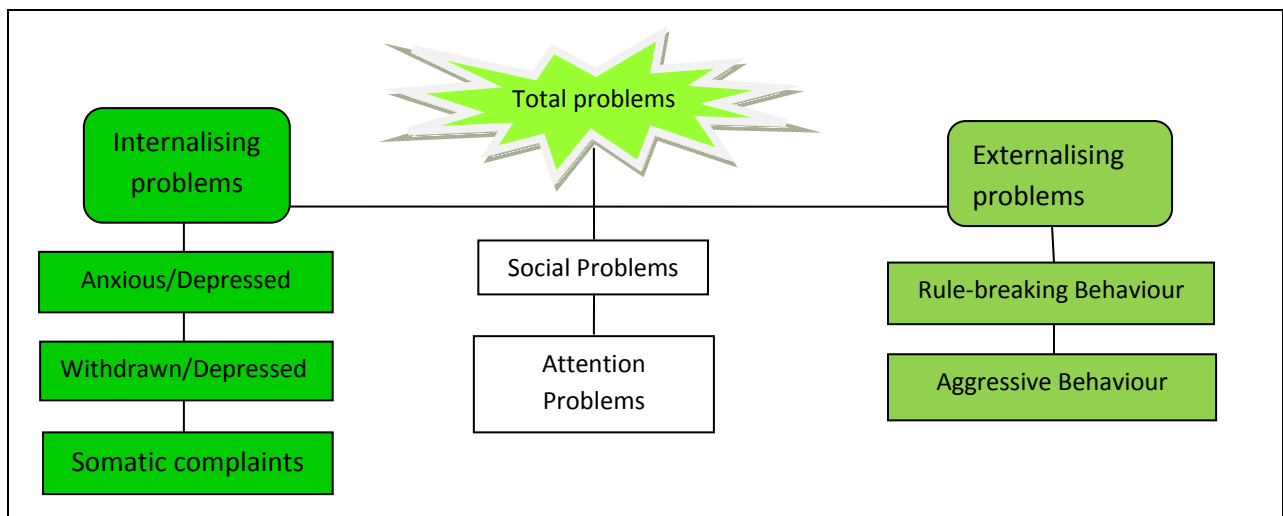 Total problems
Internalising
problems
Anxious/Depressed
Withdrawn/Depressed
Somatic complaints
Social Problems
Attention
Problems
Externalising
problems
Rule-breaking Behaviour
Aggressive Behaviour